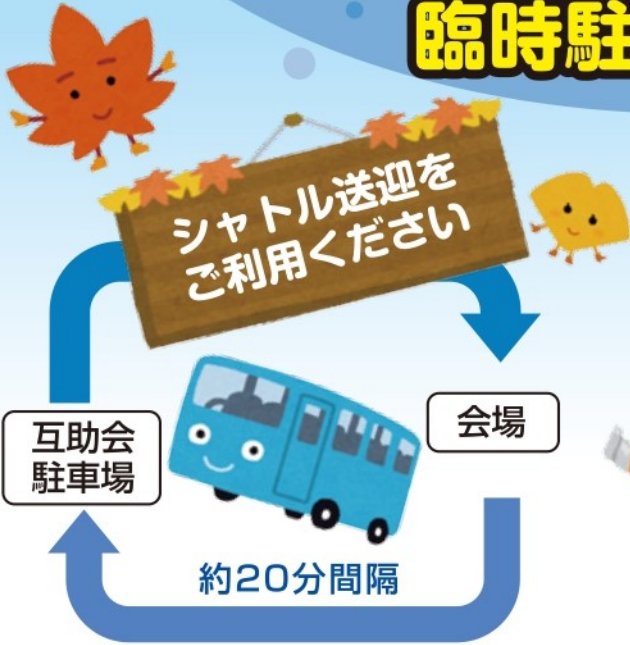 臨時駐
シャトル送迎を
ご利用ください
互助会
駐車場
会場
約20分間隔